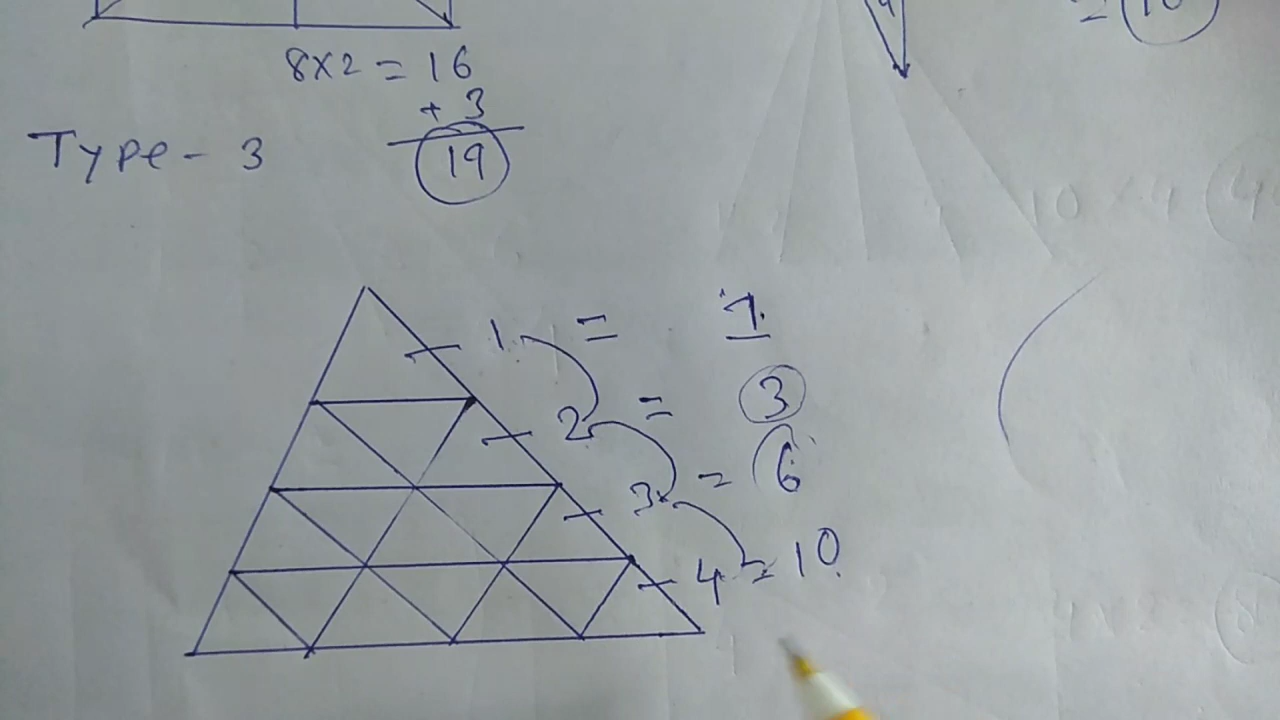 8x2 = 16
+ 3
Type - 3
19
1 = 1
2 = 3
3 = 6
4 = 10